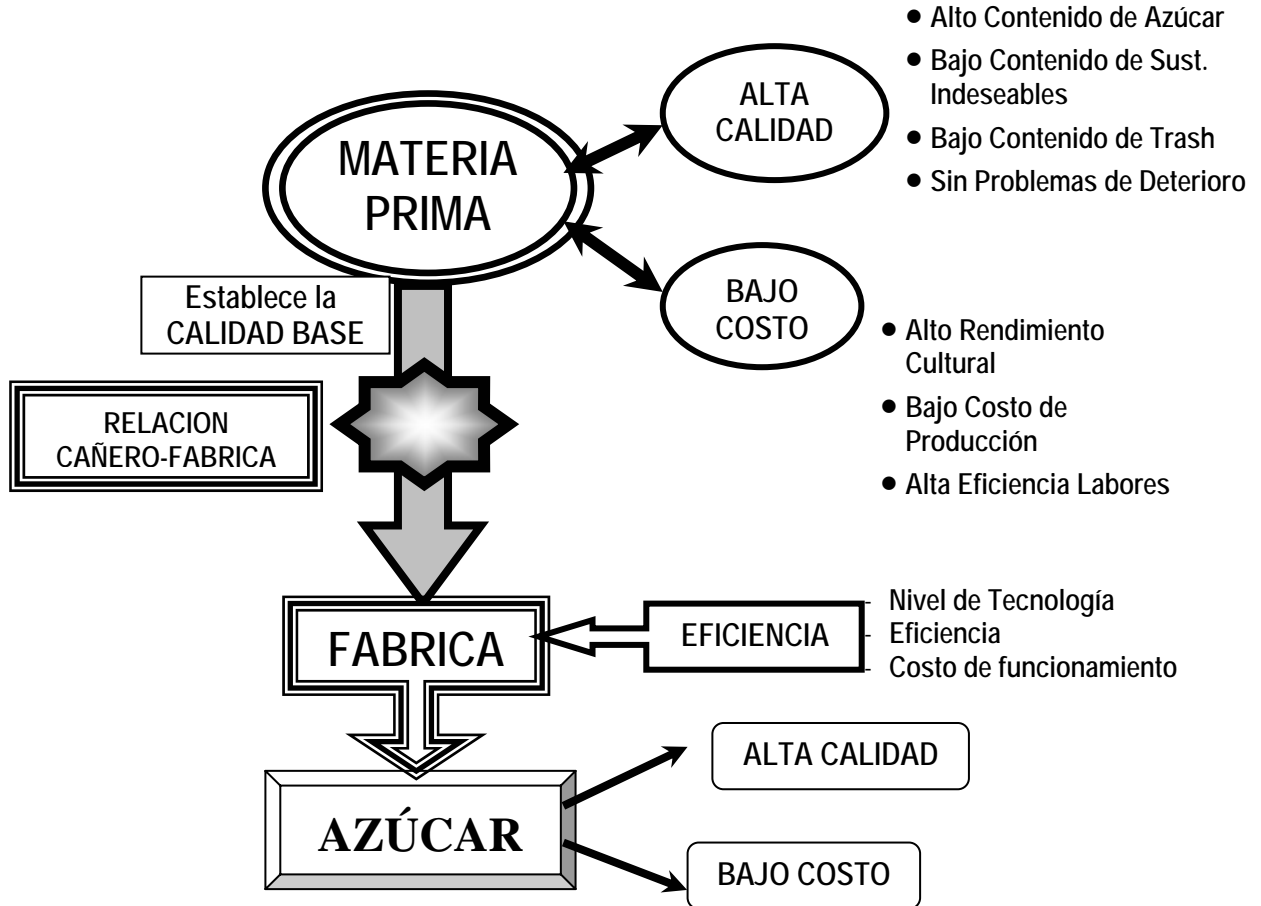 ● Alto Contenido de Azúcar
● Bajo Contenido de Sust.
Indeseables
● Bajo Contenido de Trash
● Sin Problemas de Deterioro
ALTA
CALIDAD
MATERIA
PRIMA
BAJO
COSTO
● Alto Rendimiento
Cultural
● Bajo Costo de
Producción
● Alta Eficiencia Labores
Establece la
CALIDAD BASE
RELACION
CAÑERO-FABRICA
FABRICA
EFICIENCIA
- Nivel de Tecnología
- Eficiencia
- Costo de funcionamiento
AZÚCAR
ALTA CALIDAD
BAJO COSTO